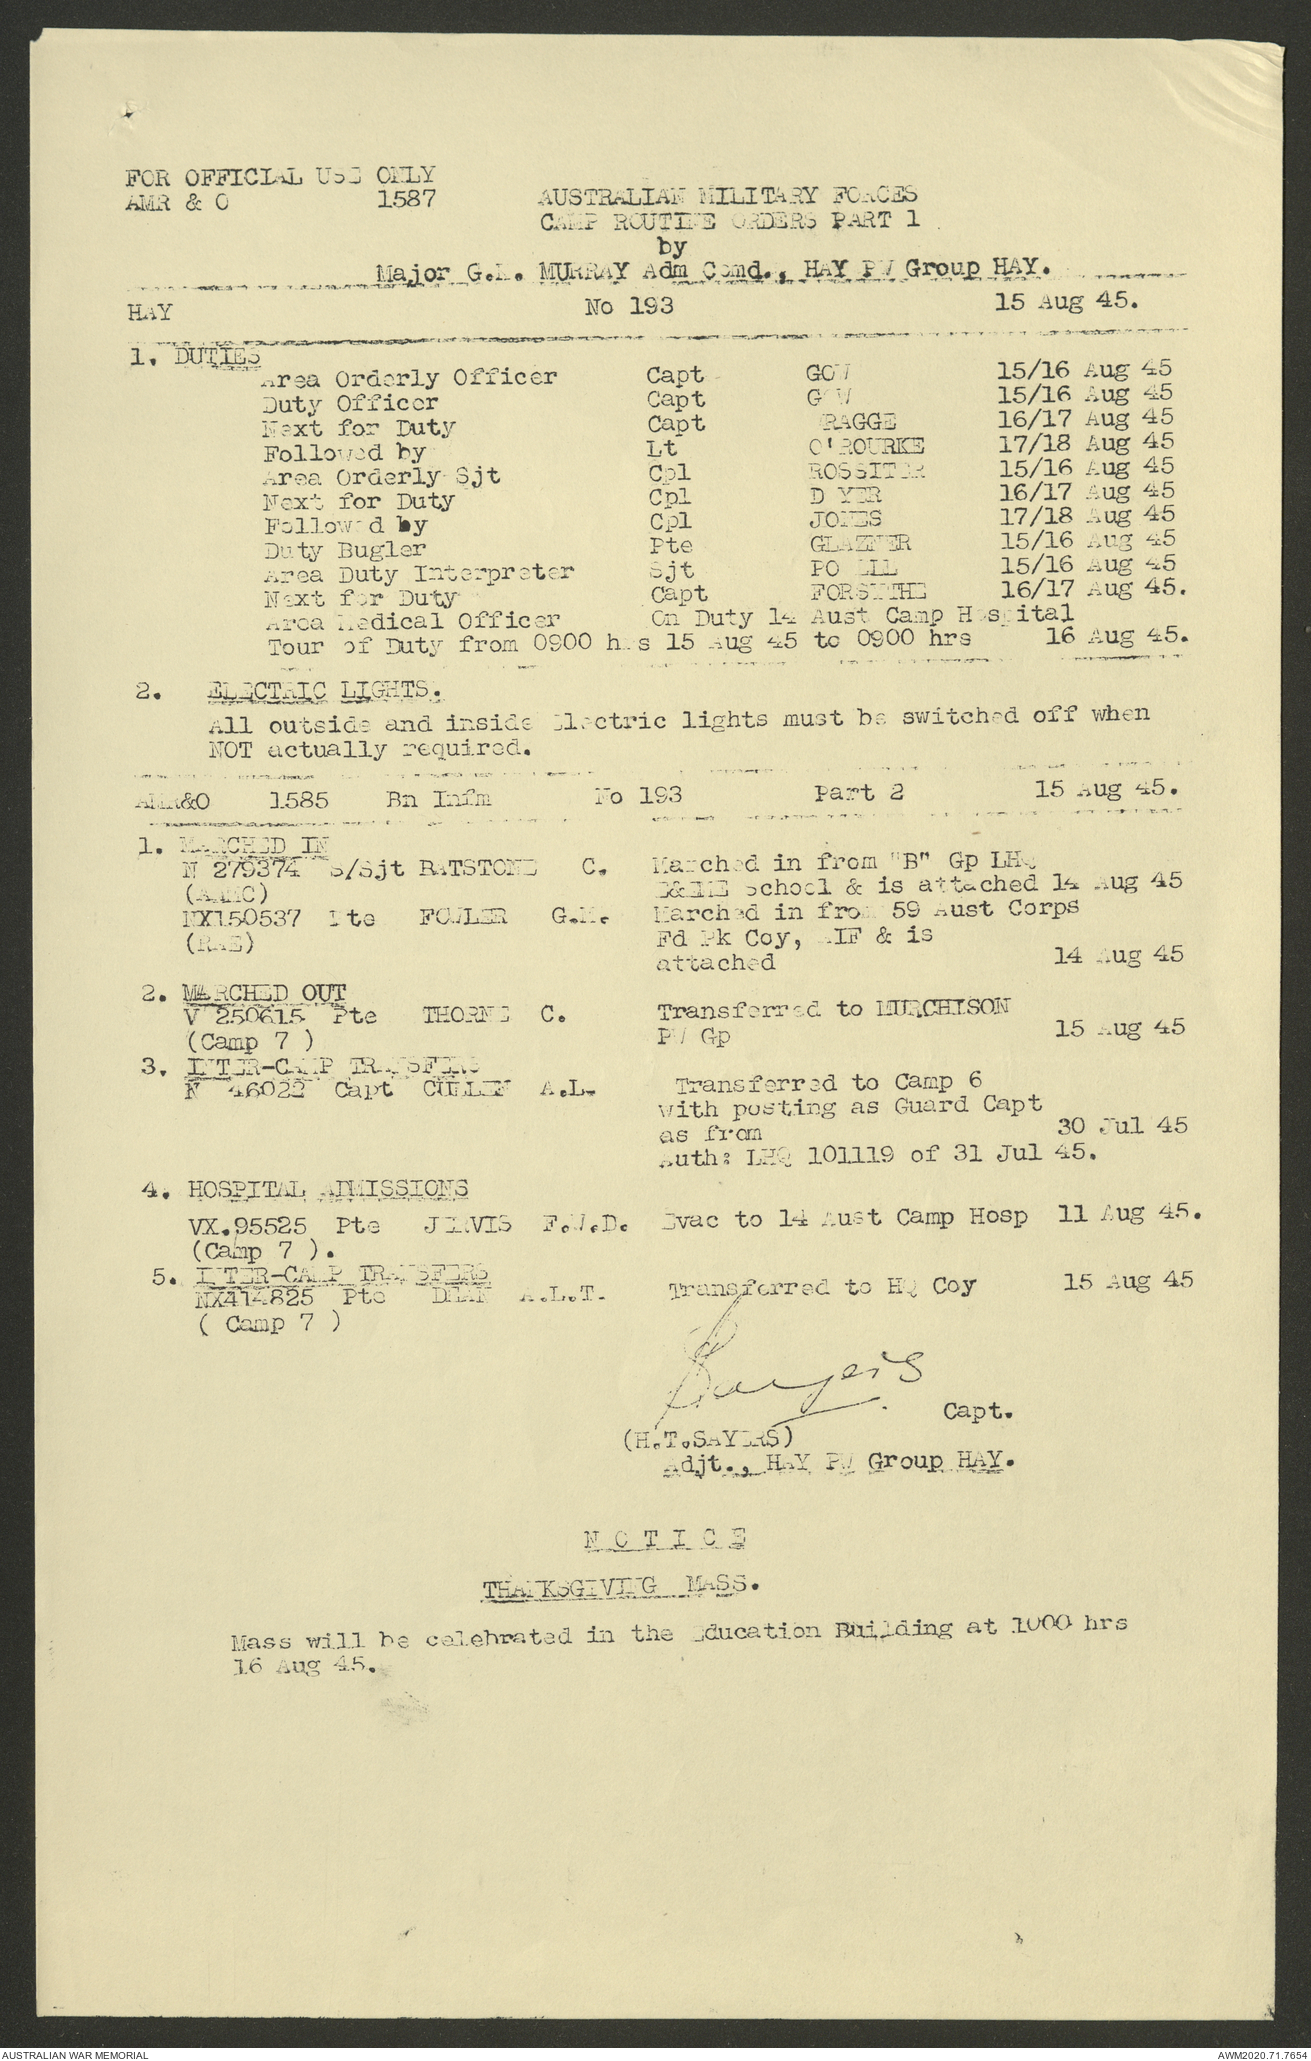 FOR OFFICIAL USE ONLY
AMR & O 1587
AUSTRALIAN MILITARY FORCES
CAMP ROUTINE ORDERS PART 1
by
Major G.L. MURRAY Adm Comd., HAY PW Group HAY.
HAY No 193 15 Aug 45.
1. DUTIES
Area Orderly Officer Capt GOW 15/16 Aug 45
Duty Officer Capt GOW 15/16 Aug 45
Next for Duty Capt RAGGE 16/17 Aug 45
Followed by Lt O'ROURKE 17/18 Aug 45
Area Orderly Sjt Cpl ROSSITER 15/16 Aug 45
Next for Duty Cpl D YER 16/17 Aug 45
Followed by Cpl JONES 17/18 Aug 45
Duty Bugler Pte GLAZNER 15/16 Aug 45
Area Duty Interpreter Sjt 15/16 Aug 45
Next for Duty Capt FORSYTHE 16/17 Aug 45.
Area Medical Officer On Duty 14 Aust Camp Hospital
Tour of Duty from 0900 hrs 15 Aug 45 to 0900 hrs 16 Aug 45.
2. ELECTRIC LIGHTS.
All outside and inside Electric lights must be switched off when
NOT actually required.
AMR&O 1585 Bn Infm No 193 Part 2 15 Aug 45.
1. MARCHED IN
N 279374 S/Sjt RATSTONE C. Marched in from "B" Gp LHQ
(AAMC) E&ME School & is attached 14 Aug 45
NX150537 Pte FOWLER G.M. Marched in from 59 Aust Corps
(RAE) Fd Pk Coy, AIF & is
attached 14 Aug 45
2. MARCHED OUT
V 250615 Pte THORNE C. Transferred to MURCHISON
(Camp 7 ) PW Gp 15 Aug 45
3. INTER-CAMP TRANSFERS
N 46022 Capt CULLEN A.L. Transferred to Camp 6
with posting as Guard Capt
as from 30 Jul 45
Auth: LHQ 101119 of 31 Jul 45.
4. HOSPITAL ADMISSIONS
VX.95525 Pte JERVIS F.W.D. Evac to 14 Aust Camp Hosp 11 Aug 45.
(Camp 7 ).
5. INTER-CAMP TRANSFERS
NX414825 Pte DEAN A.L.T. Transferred to HQ Coy 15 Aug 45
( Camp 7 )
Capt.
(H.T.SAYERS)
Adjt., HAY PW Group HAY.
N O T I C E
THANKSGIVING MASS.
Mass will be celebrated in the Education Building at 1000 hrs
16 Aug 45.
AUSTRALIAN WAR MEMORIAL AWM2020.71.7654